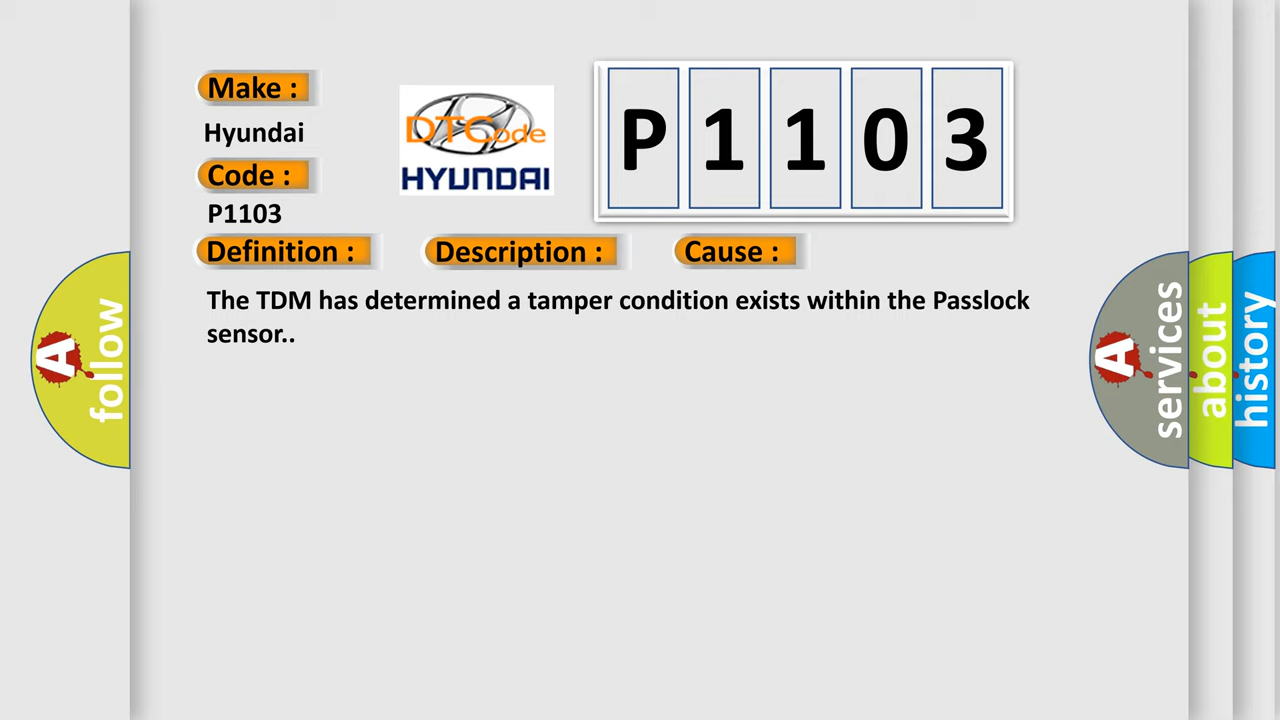 Make :
Hyundai
Code :
P1103
DTCode
HYUNDAI
P 1 1 0 3
Definition :
Description :
Cause :
The TDM has determined a tamper condition exists within the Passlock
sensor..
A
follow
A
services
about
history